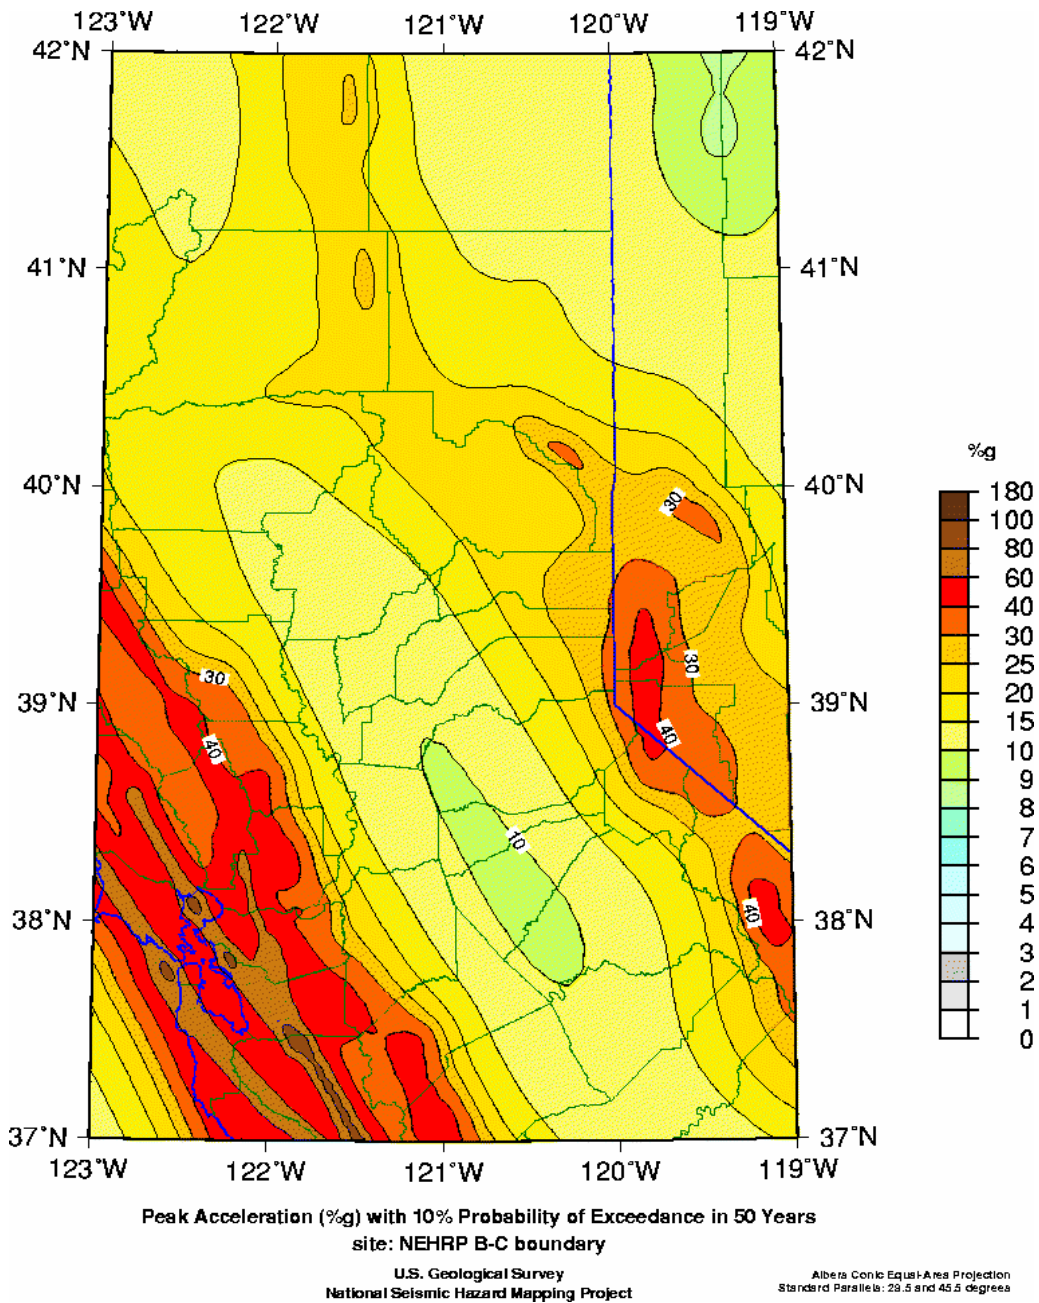 123°W 122°W 121°W 120°W 119°W
42°N 42°N
41°N 41°N
40°N 40°N
39°N 39°N
38°N 38°N
37°N 37°N
123°W 122°W 121°W 120°W 119°W
30
30
30
40
40
10
40
%g
180
100
80
60
40
30
25
20
15
10
9
8
7
6
5
4
3
2
1
0
Peak Acceleration (%g) with 10% Probability of Exceedance in 50 Years
site: NEHRP B-C boundary
U.S. Geological Survey
National Seismic Hazard Mapping Project
Albers Conic Equal-Area Projection
Standard Parallels: 29.5 and 45.5 degrees